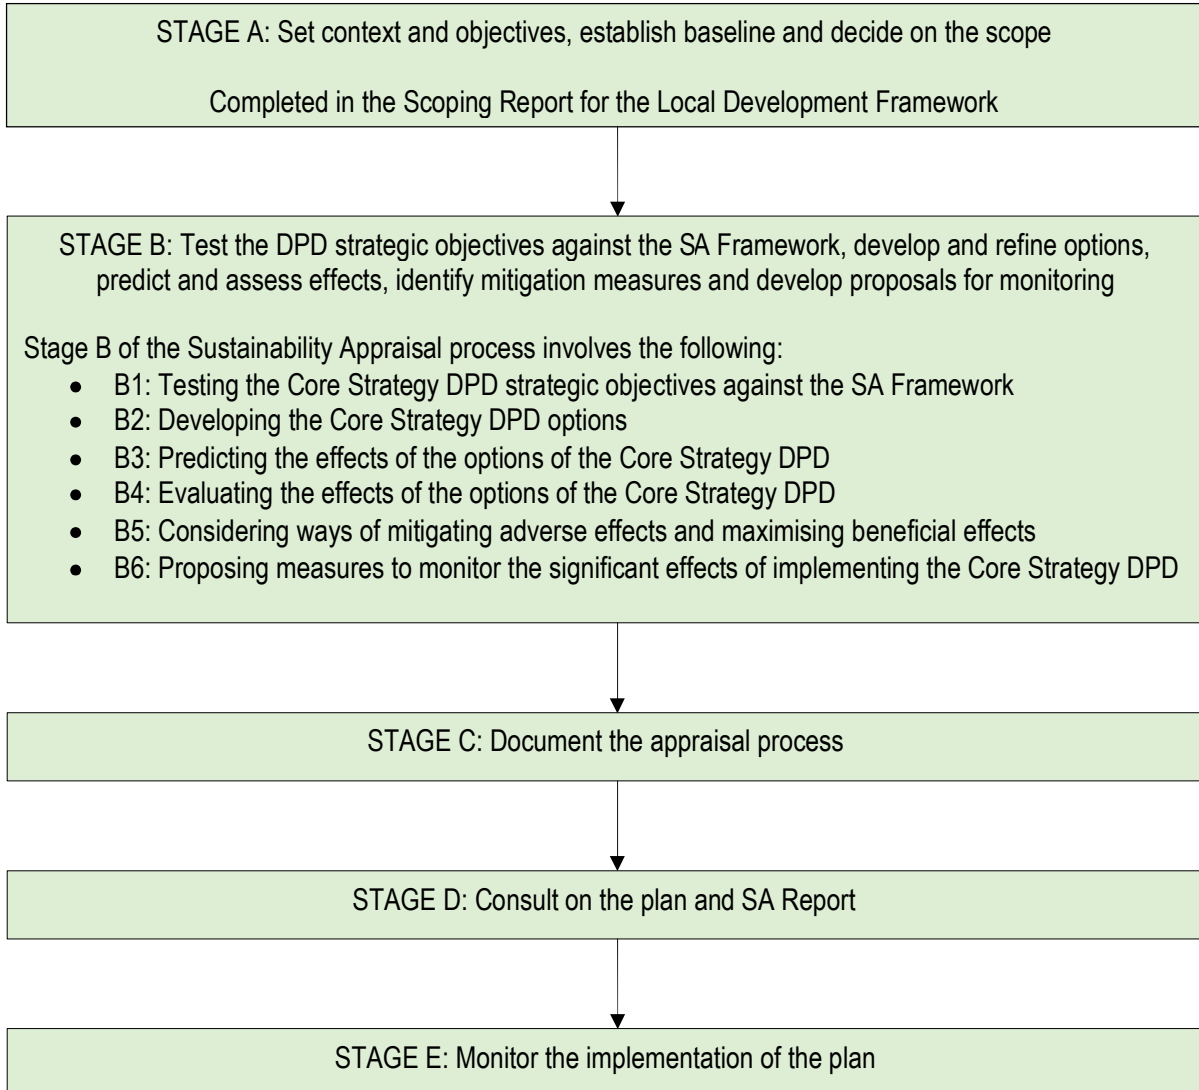 STAGE A: Set context and objectives, establish baseline and decide on the scope
Completed in the Scoping Report for the Local Development Framework
STAGE B: Test the DPD strategic objectives against the SA Framework, develop and refine options,
predict and assess effects, identify mitigation measures and develop proposals for monitoring
Stage B of the Sustainability Appraisal process involves the following:
• B1: Testing the Core Strategy DPD strategic objectives against the SA Framework
• B2: Developing the Core Strategy DPD options
• B3: Predicting the effects of the options of the Core Strategy DPD
• B4: Evaluating the effects of the options of the Core Strategy DPD
• B5: Considering ways of mitigating adverse effects and maximising beneficial effects
• B6: Proposing measures to monitor the significant effects of implementing the Core Strategy DPD
STAGE C: Document the appraisal process
STAGE D: Consult on the plan and SA Report
STAGE E: Monitor the implementation of the plan